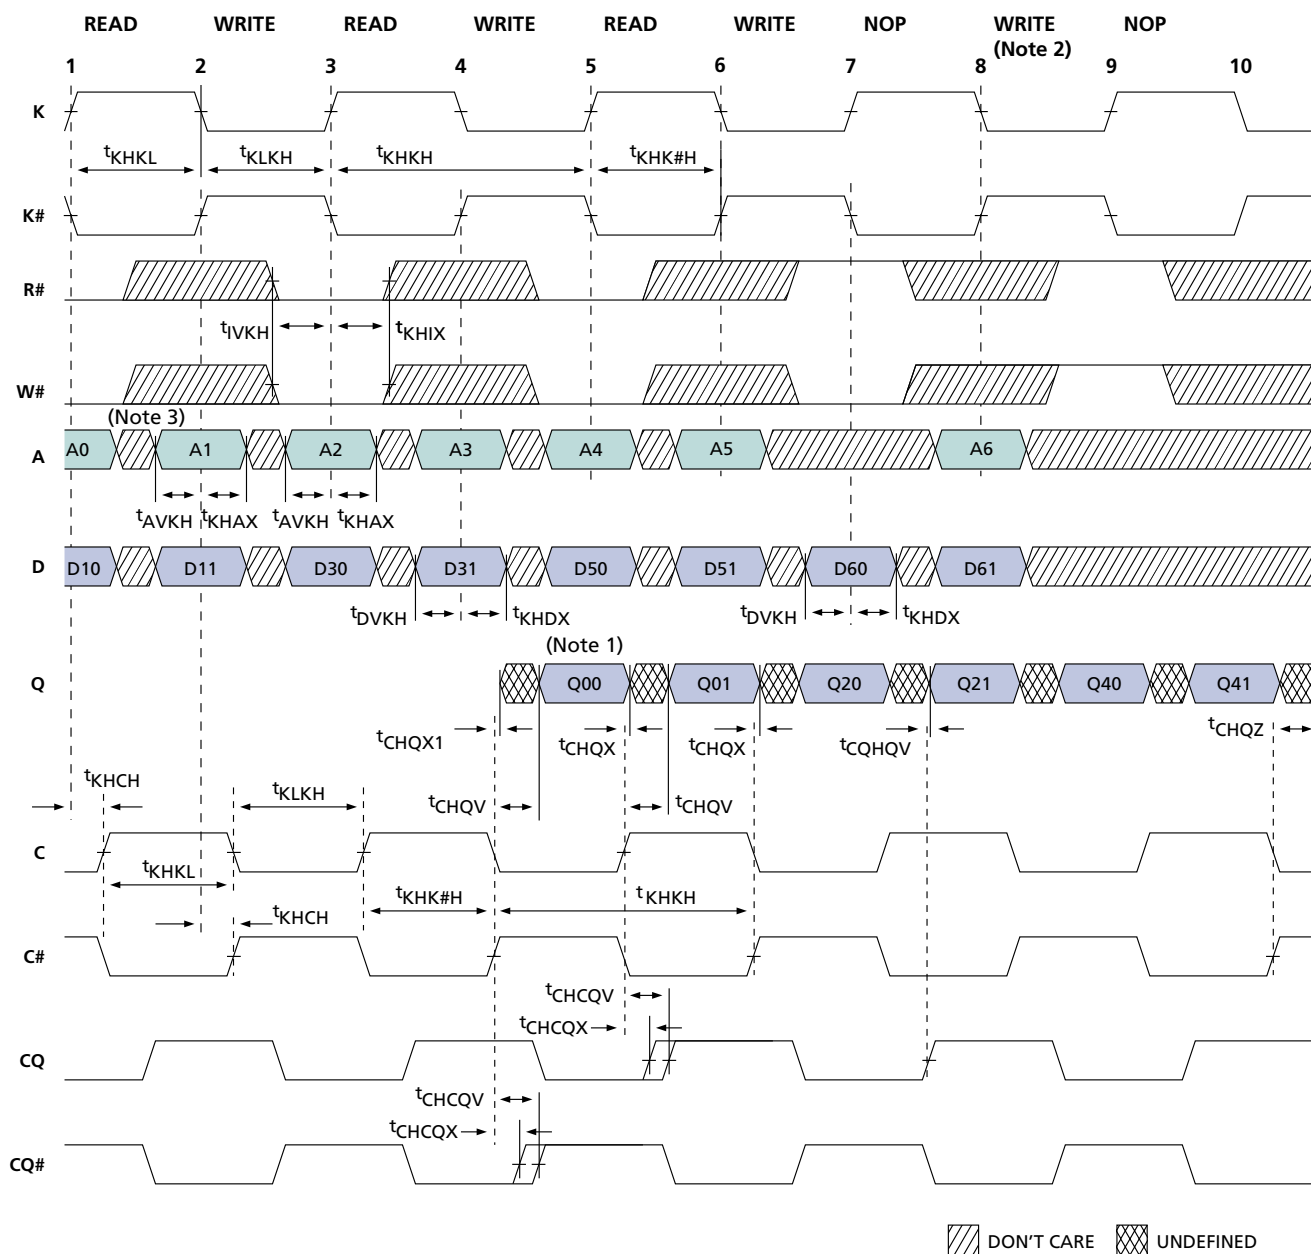 READ WRITE READ WRITE READ WRITE NOP WRITE NOP
(Note 2)
1 2 3 4 5 6 7 8 9 10
K
tKHKL tKLKH tKHKH tKHK#H
K#
R#
tIVKH tKHIX
W#
(Note 3)
A A0 A1 A2 A3 A4 A5 A6
tAVKH tKHAX tAVKH tKHAX
D D10 D11 D30 D31 D50 D51 D60 D61
tDVKH tKHDX tDVKH tKHDX
(Note 1)
Q Q00 Q01 Q20 Q21 Q40 Q41
tCHQX1 tCHQX tCHQX tCQHQV tCHQZ
tKHCH tKLKH tCHQV tCHQV
C
tKHKL tKHK#H tKHKH
tKHCH
C#
tCHCQV
tCHCQX
CQ
tCHCQV
tCHCQX
CQ#
DON'T CARE UNDEFINED